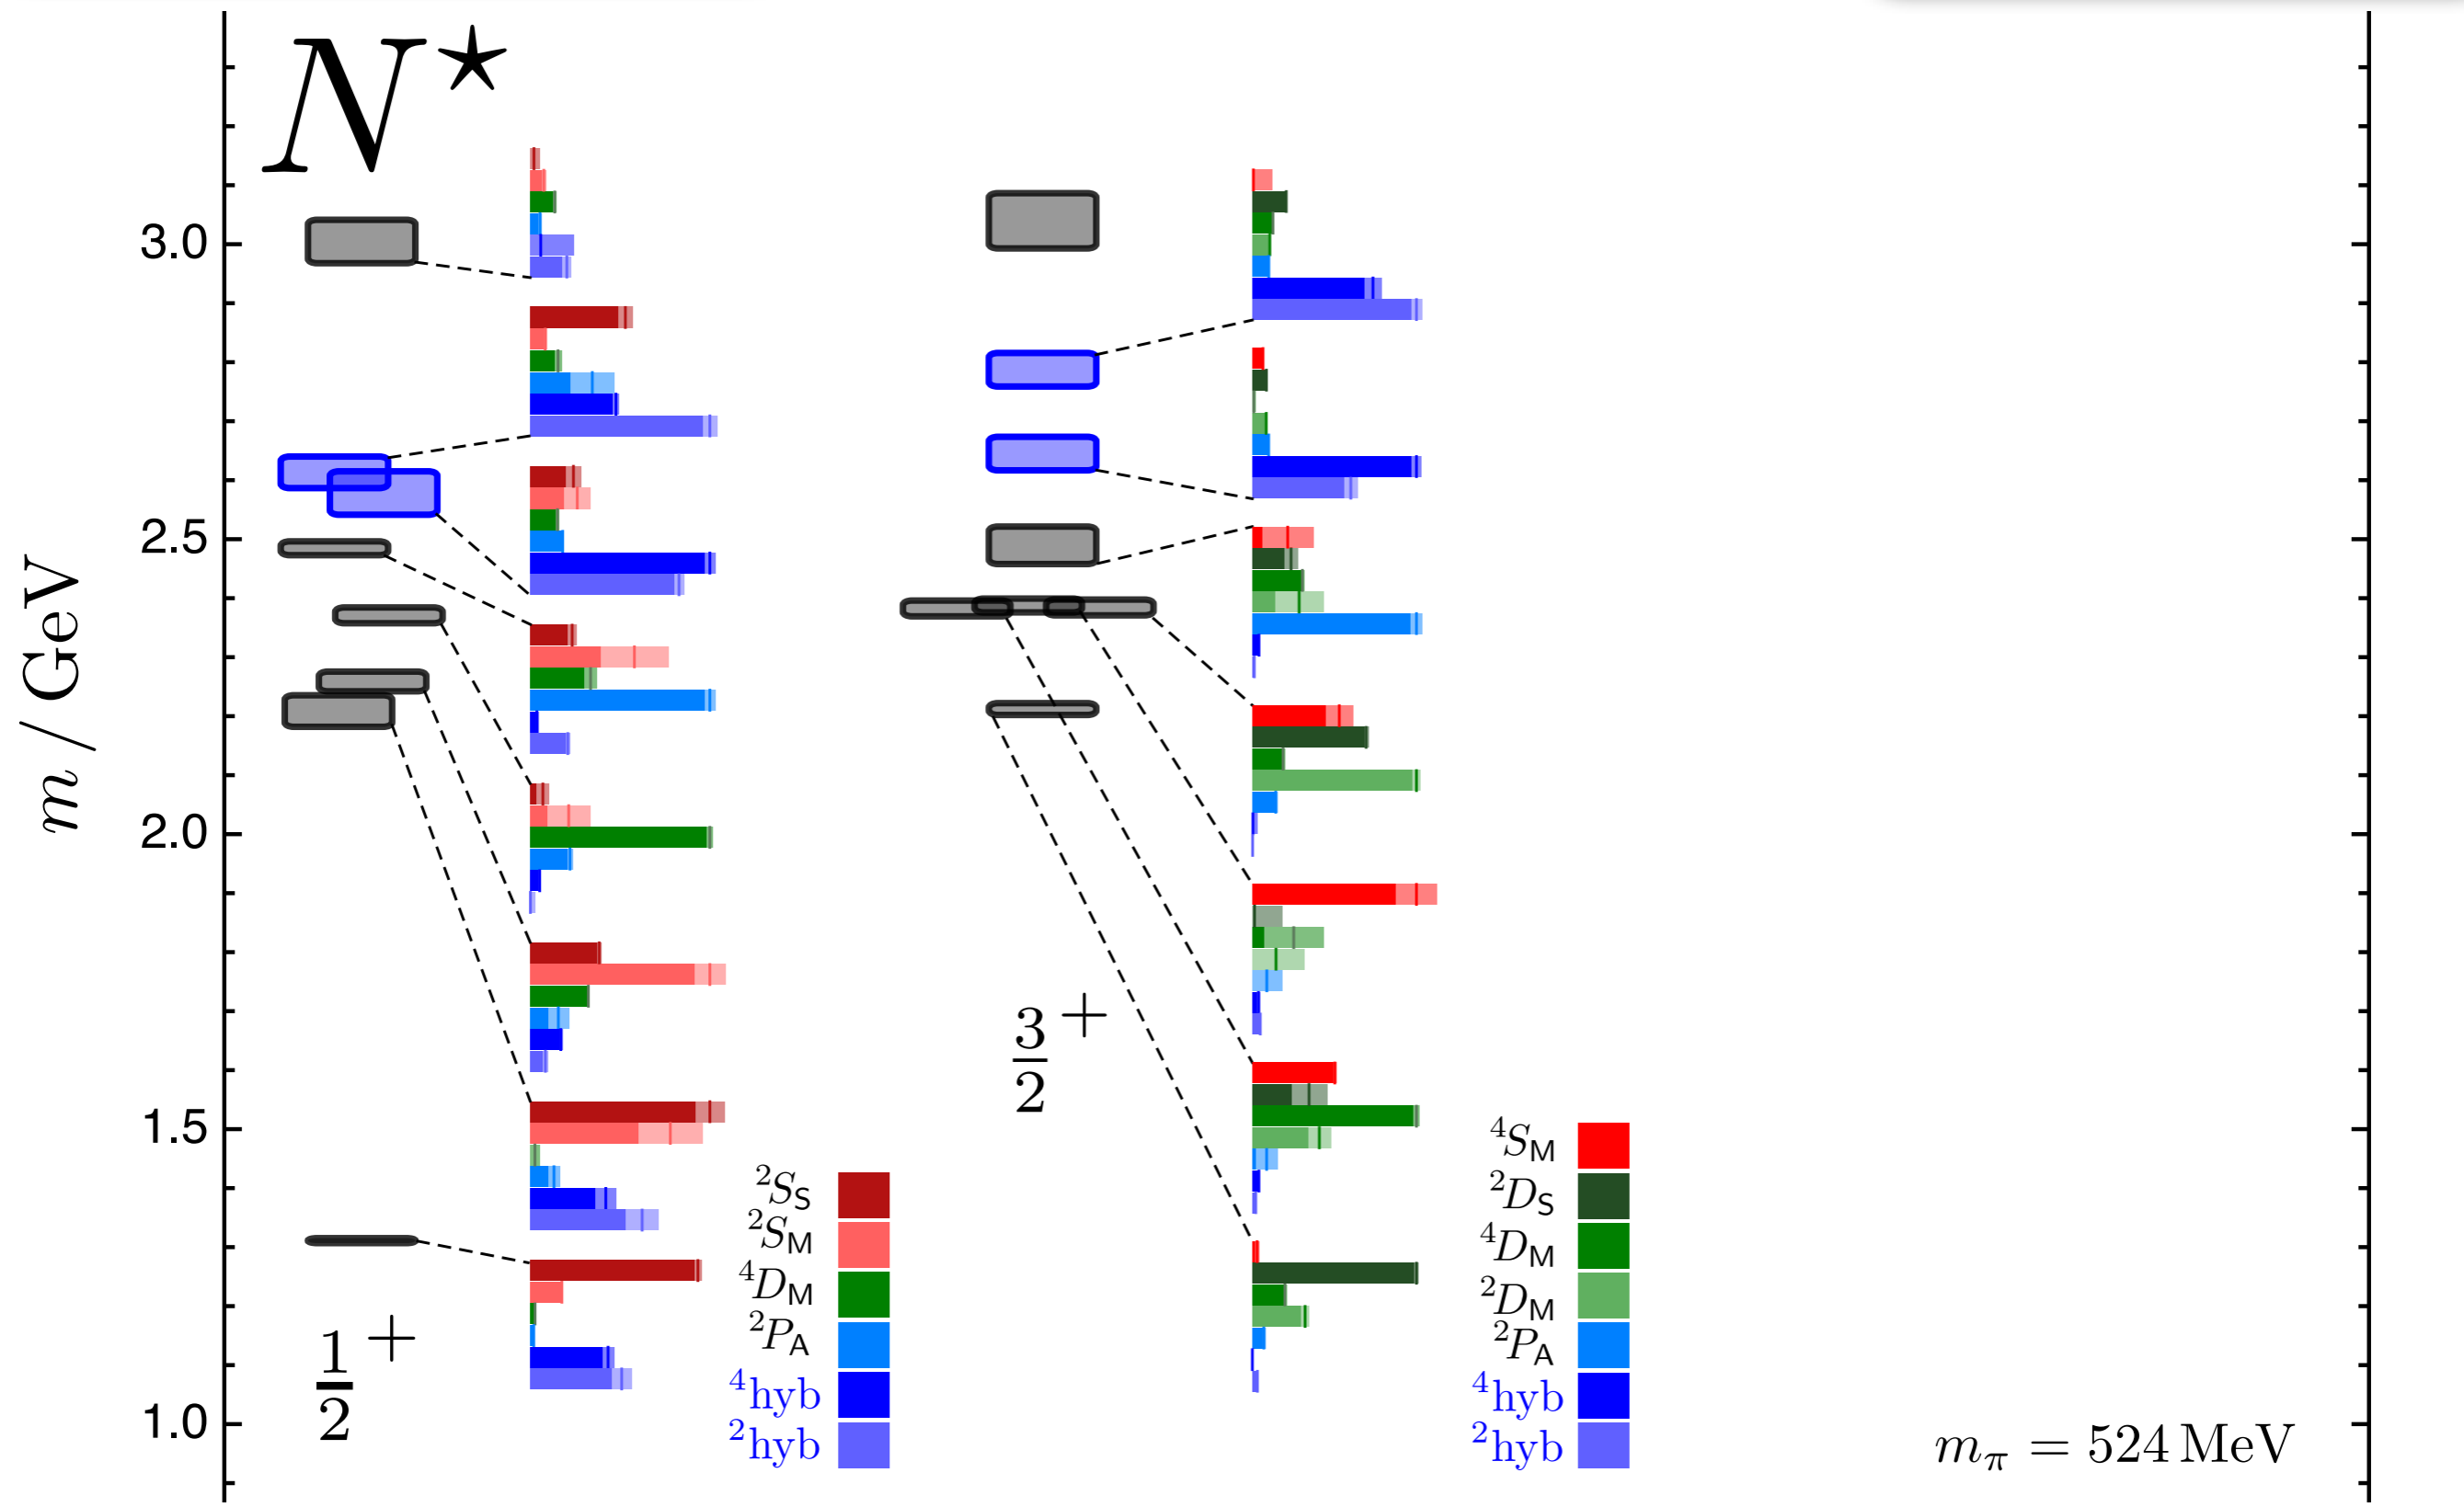 N★
m / GeV
3.0
2.5
2.0
1.5
1.0
1/2+
²S_S
²S_M
⁴D_M
²P_A
⁴hyb
²hyb
3/2+
⁴S_M
²D_S
⁴D_M
²D_M
²P_A
⁴hyb
²hyb
m_π = 524 MeV